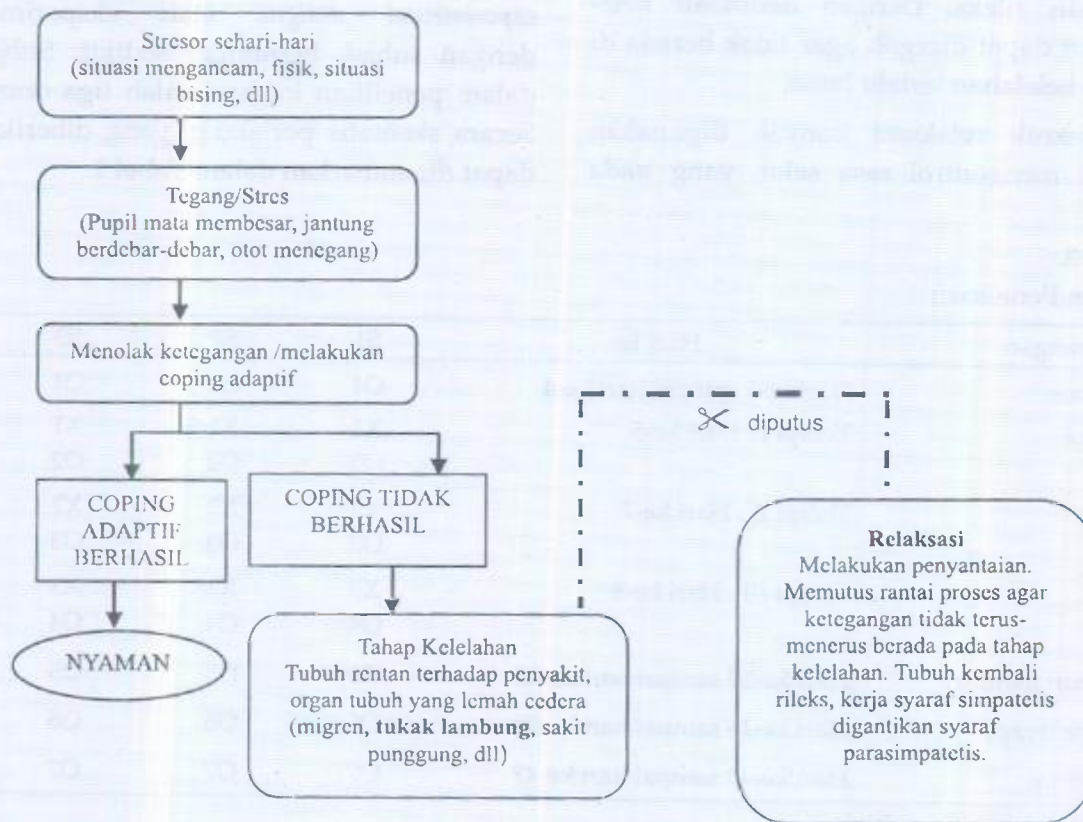 Stresor sehari-hari
(situasi mengancam, fisik, situasi
bising, dll)
Tegang/Stres
(Pupil mata membesar, jantung
berdebar-debar, otot menegang)
Menolak ketegangan /melakukan
coping adaptif
COPING
ADAPTIF
BERHASIL
COPING TIDAK
BERHASIL
NYAMAN
Tahap Kelelahan
Tubuh rentan terhadap penyakit,
organ tubuh yang lemah cedera
(migren, tukak lambung, sakit
punggung, dll)
diputus
Relaksasi
Melakukan penyantaian.
Memutus rantai proses agar
ketegangan tidak terus-
menerus berada pada tahap
kelelahan. Tubuh kembali
rileks, kerja syaraf simpatetis
digantikan syaraf
parasimpatetis.